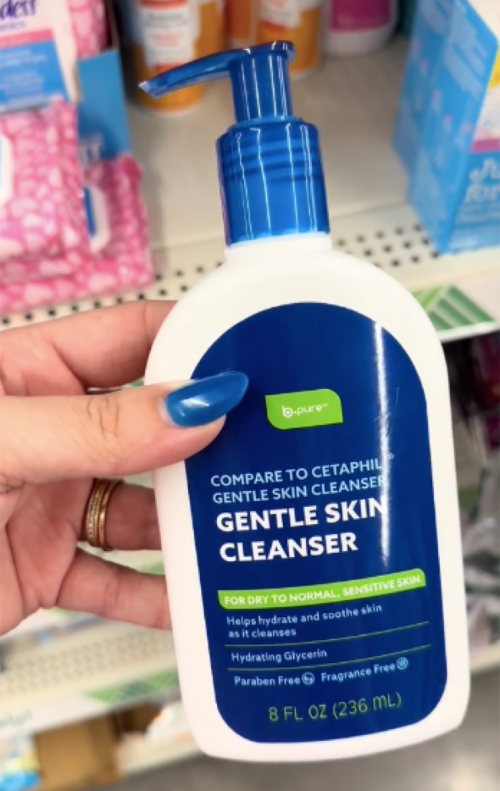 b.pure™
COMPARE TO CETAPHIL®
GENTLE SKIN CLEANSER
GENTLE SKIN
CLEANSER
FOR DRY TO NORMAL, SENSITIVE SKIN
Helps hydrate and soothe skin
as it cleanses
Hydrating Glycerin
Paraben Free Fragrance Free
8 FL OZ (236 mL)